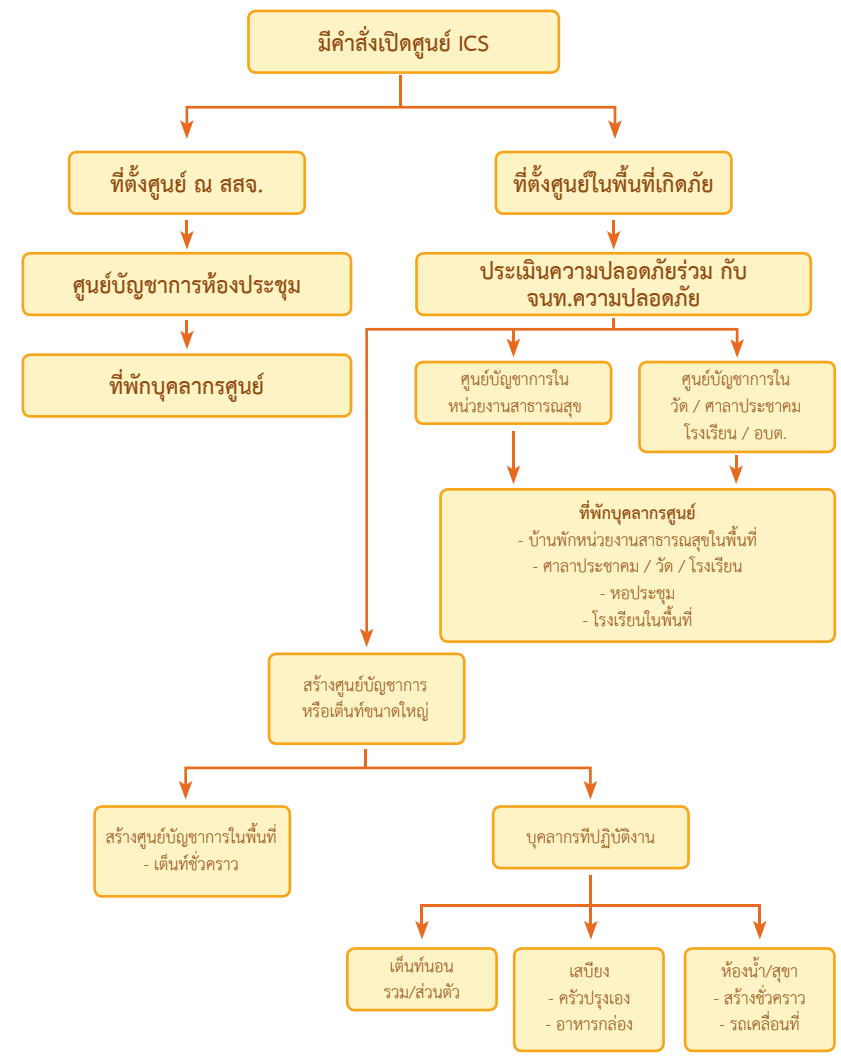 มีคำสั่งเปิดศูนย์ ICS
ที่ตั้งศูนย์ ณ สสจ.
ที่ตั้งศูนย์ในพื้นที่เกิดภัย
ศูนย์บัญชาการห้องประชุม
ประเมินความปลอดภัยร่วม กับ
จนท.ความปลอดภัย
ที่พักบุคลากรศูนย์
ศูนย์บัญชาการใน
หน่วยงานสาธารณสุข
ศูนย์บัญชาการใน
วัด / ศาลาประชาคม
โรงเรียน / อบต.
ที่พักบุคลากรศูนย์
- บ้านพักหน่วยงานสาธารณสุขในพื้นที่
- ศาลาประชาคม / วัด / โรงเรียน
- หอประชุม
- โรงเรียนในพื้นที่
สร้างศูนย์บัญชาการ
หรือเต็นท์ขนาดใหญ่
สร้างศูนย์บัญชาการในพื้นที่
- เต็นท์ชั่วคราว
บุคลากรทีปฏิบัติงาน
เต็นท์นอน
รวม/ส่วนตัว
เสบียง
- ครัวปรุงเอง
- อาหารกล่อง
ห้องน้ำ/สุขา
- สร้างชั่วคราว
- รถเคลื่อนที่